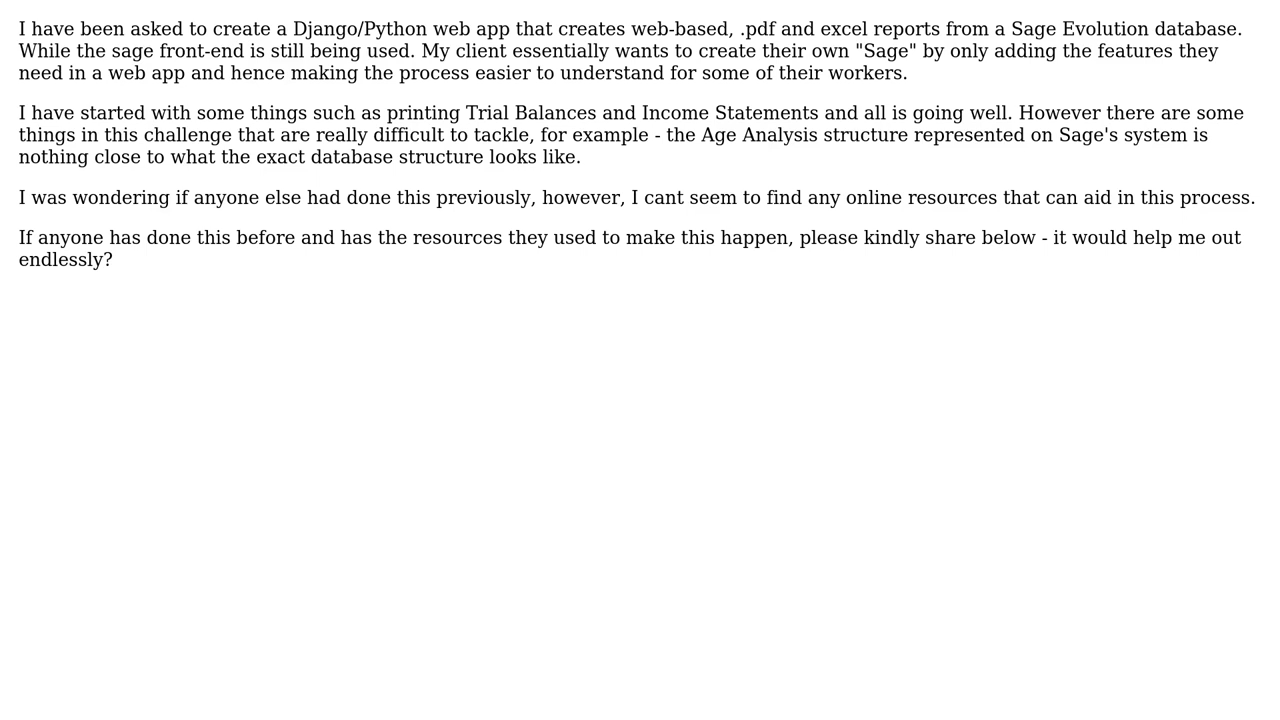 I have been asked to create a Django/Python web app that creates web-based, .pdf and excel reports from a Sage Evolution database.
While the sage front-end is still being used. My client essentially wants to create their own "Sage" by only adding the features they
need in a web app and hence making the process easier to understand for some of their workers.
I have started with some things such as printing Trial Balances and Income Statements and all is going well. However there are some
things in this challenge that are really difficult to tackle, for example - the Age Analysis structure represented on Sage's system is
nothing close to what the exact database structure looks like.
I was wondering if anyone else had done this previously, however, I cant seem to find any online resources that can aid in this process.
If anyone has done this before and has the resources they used to make this happen, please kindly share below - it would help me out
endlessly?